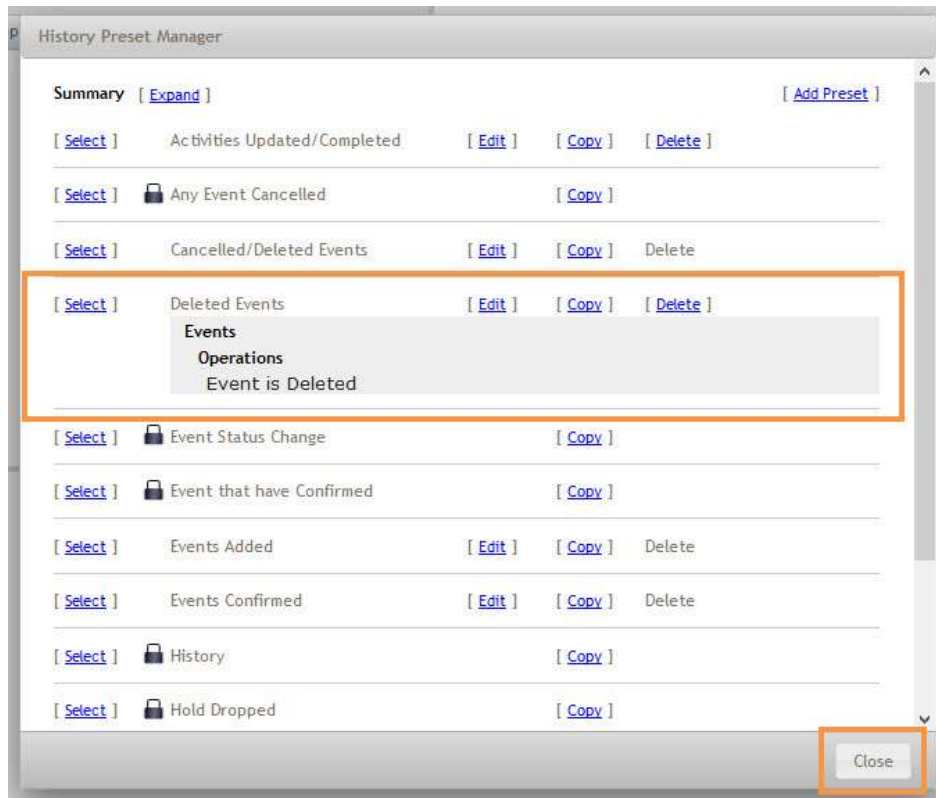 p
History Preset Manager
Summary [ Expand ] [ Add Preset ]
[ Select ] Activities Updated/Completed [ Edit ] [ Copy ] [ Delete ]
[ Select ] Any Event Cancelled [ Copy ]
[ Select ] Cancelled/Deleted Events [ Edit ] [ Copy ] Delete
[ Select ] Deleted Events [ Edit ] [ Copy ] [ Delete ]
Events
Operations
Event is Deleted
[ Select ] Event Status Change [ Copy ]
[ Select ] Event that have Confirmed [ Copy ]
[ Select ] Events Added [ Edit ] [ Copy ] Delete
[ Select ] Events Confirmed [ Edit ] [ Copy ] Delete
[ Select ] History [ Copy ]
[ Select ] Hold Dropped [ Copy ]
Close